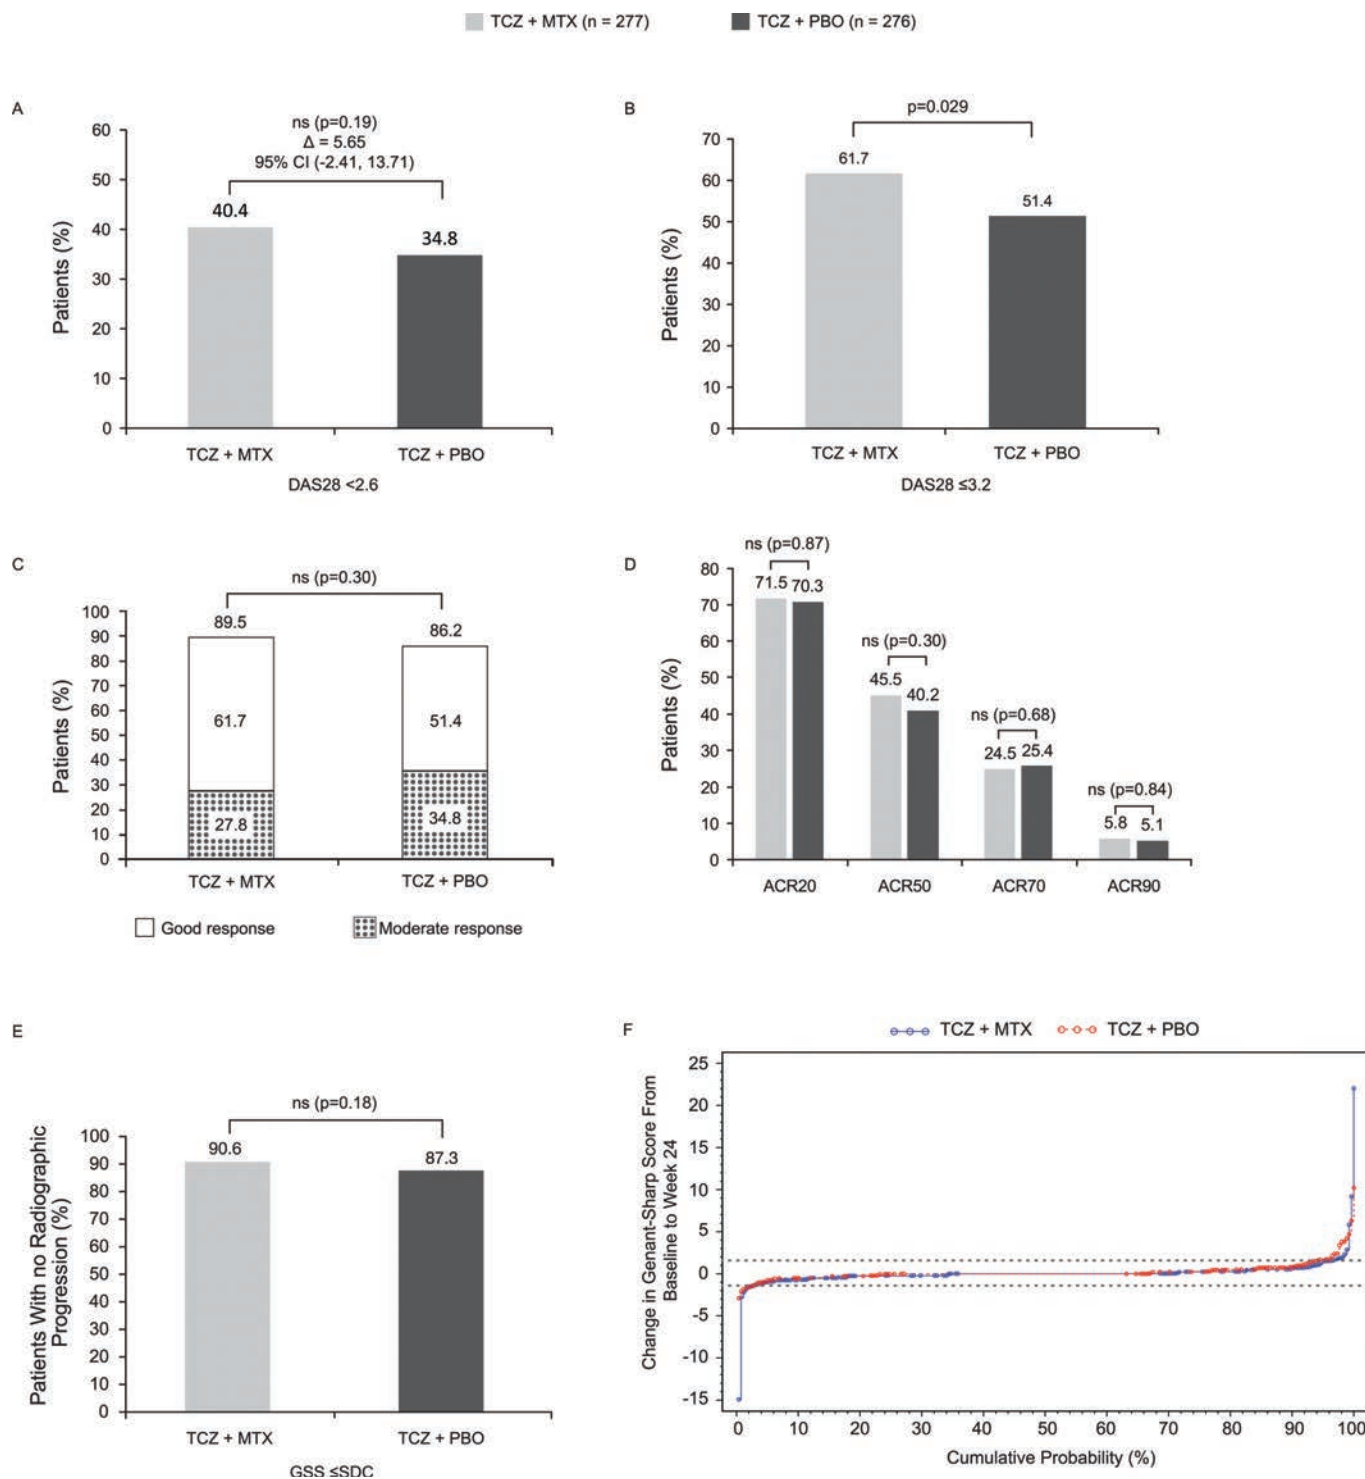 TCZ + MTX (n = 277) TCZ + PBO (n = 276)
A
ns (p=0.19)
Δ = 5.65
95% CI (-2.41, 13.71)
60
50
40
30
20
10
0
Patients (%)
40.4
34.8
TCZ + MTX TCZ + PBO
DAS28 <2.6
B
p=0.029
70
60
50
40
30
20
10
0
Patients (%)
61.7
51.4
TCZ + MTX TCZ + PBO
DAS28 ≤3.2
C
ns (p=0.30)
100
90
80
70
60
50
40
30
20
10
0
Patients (%)
89.5
86.2
61.7
51.4
27.8
34.8
TCZ + MTX TCZ + PBO
Good response Moderate response
D
80
70
60
50
40
30
20
10
0
Patients (%)
ns (p=0.87)
71.5 70.3
ns (p=0.30)
45.5 40.2
ns (p=0.68)
24.5 25.4
ns (p=0.84)
5.8 5.1
ACR20 ACR50 ACR70 ACR90
E
ns (p=0.18)
100
90
80
70
60
50
40
30
20
10
0
Patients With no Radiographic
Progression (%)
90.6
87.3
TCZ + MTX TCZ + PBO
GSS ≤SDC
F
TCZ + MTX TCZ + PBO
25
20
15
10
5
0
-5
-10
-15
Change in Genant-Sharp Score From
Baseline to Week 24
0 10 20 30 40 50 60 70 80 90 100
Cumulative Probability (%)